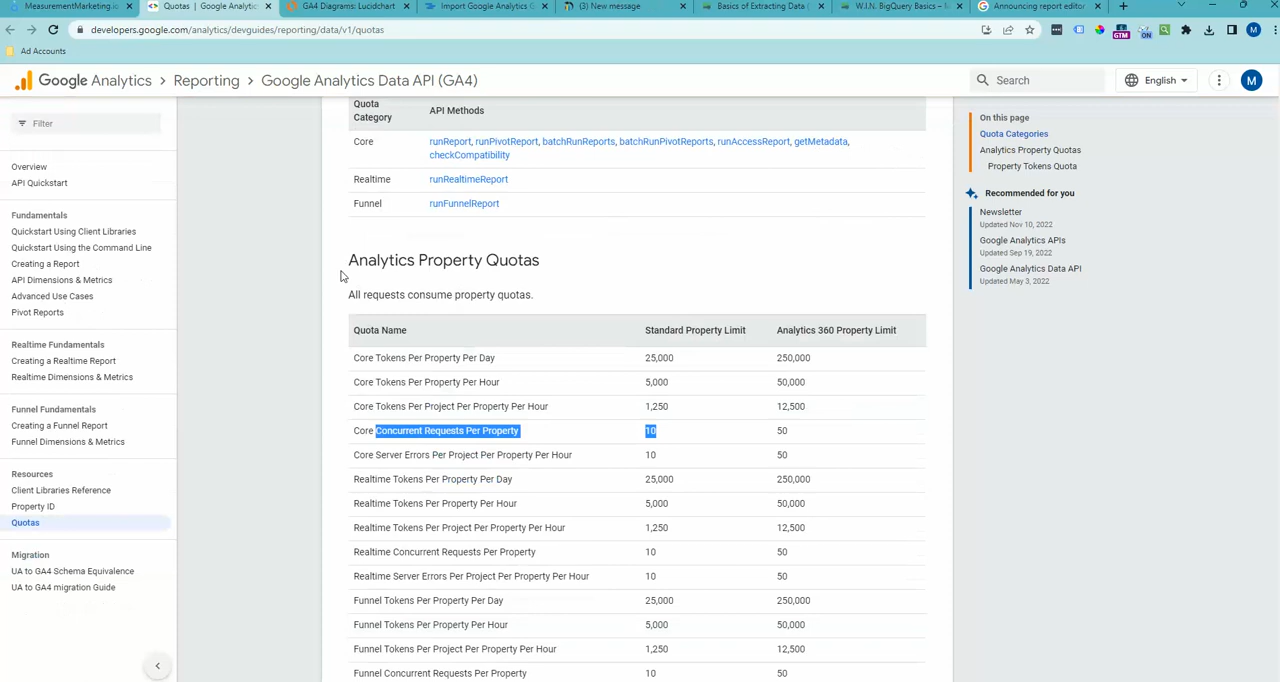 MeasurementMarketing.io
Quotas | Google Analytics
GA4 Diagrams: Lucidchart
Import Google Analytics
(3) New message
Basics of Extracting Data
W.I.N. BigQuery Basics – M
Announcing report editor
developers.google.com/analytics/devguides/reporting/data/v1/quotas
GTM
ON
M
Ad Accounts
Google Analytics > Reporting > Google Analytics Data API (GA4)
Search
English
M
Filter
Overview
API Quickstart
Fundamentals
Quickstart Using Client Libraries
Quickstart Using the Command Line
Creating a Report
API Dimensions & Metrics
Advanced Use Cases
Pivot Reports
Realtime Fundamentals
Creating a Realtime Report
Realtime Dimensions & Metrics
Funnel Fundamentals
Creating a Funnel Report
Funnel Dimensions & Metrics
Resources
Client Libraries Reference
Property ID
Quotas
Migration
UA to GA4 Schema Equivalence
UA to GA4 migration Guide
Quota Category API Methods
Core runReport, runPivotReport, batchRunReports, batchRunPivotReports, runAccessReport, getMetadata,
checkCompatibility
Realtime runRealtimeReport
Funnel runFunnelReport
Analytics Property Quotas
All requests consume property quotas.
Quota Name Standard Property Limit Analytics 360 Property Limit
Core Tokens Per Property Per Day 25,000 250,000
Core Tokens Per Property Per Hour 5,000 50,000
Core Tokens Per Project Per Property Per Hour 1,250 12,500
Core Concurrent Requests Per Property 10 50
Core Server Errors Per Project Per Property Per Hour 10 50
Realtime Tokens Per Property Per Day 25,000 250,000
Realtime Tokens Per Property Per Hour 5,000 50,000
Realtime Tokens Per Project Per Property Per Hour 1,250 12,500
Realtime Concurrent Requests Per Property 10 50
Realtime Server Errors Per Project Per Property Per Hour 10 50
Funnel Tokens Per Property Per Day 25,000 250,000
Funnel Tokens Per Property Per Hour 5,000 50,000
Funnel Tokens Per Project Per Property Per Hour 1,250 12,500
Funnel Concurrent Requests Per Property 10 50
On this page
Quota Categories
Analytics Property Quotas
Property Tokens Quota
Recommended for you
Newsletter
Updated Nov 10, 2022
Google Analytics APIs
Updated Sep 19, 2022
Google Analytics Data API
Updated May 3, 2022